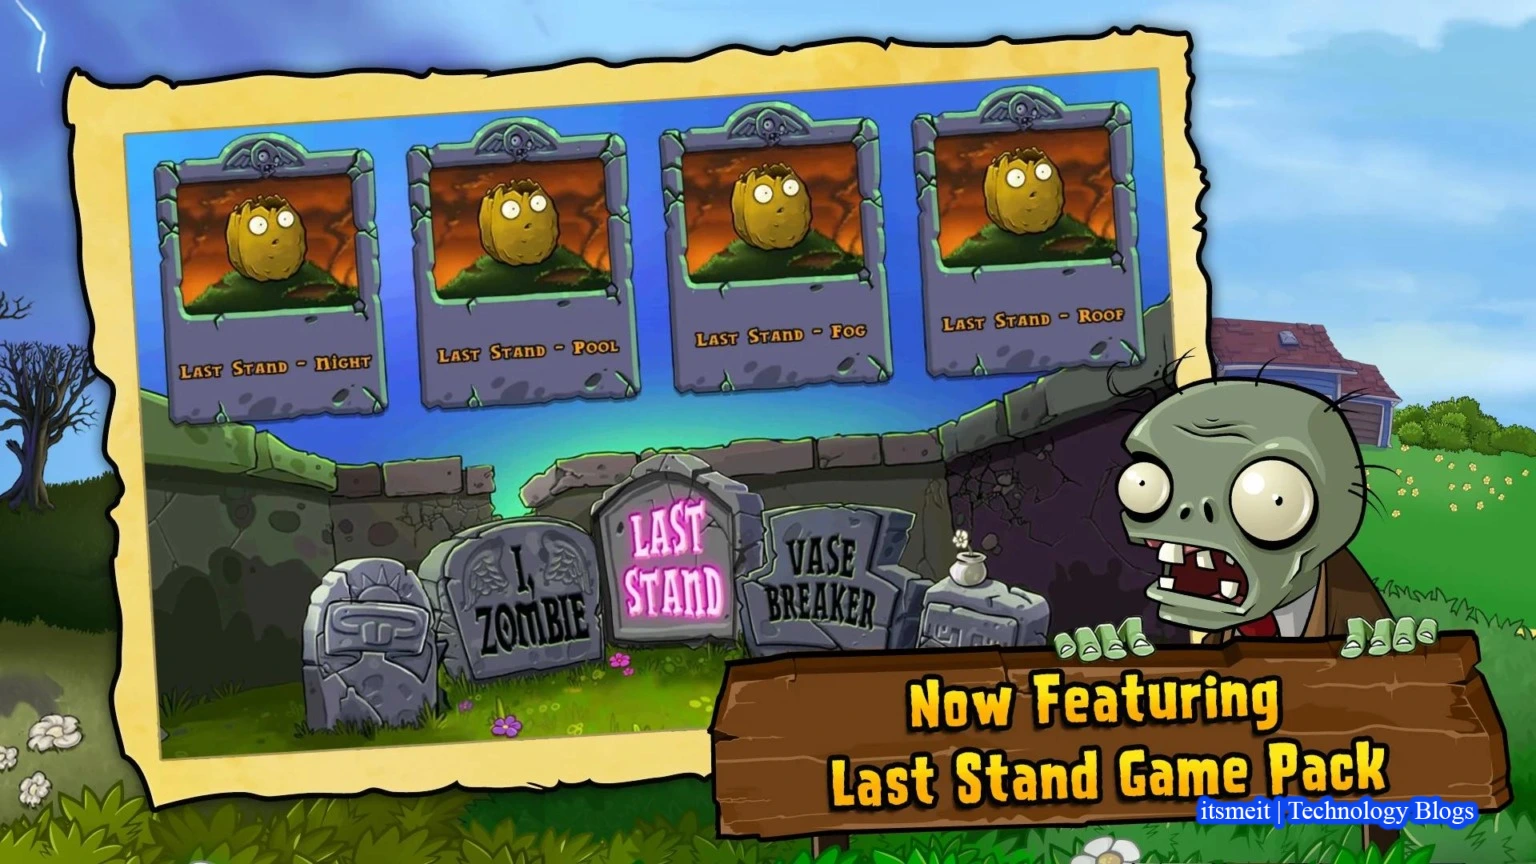 Last Stand - Night
Last Stand - Pool
Last Stand - Fog
Last Stand - Roof
I,
ZOMBIE
LAST
STAND
VASE
BREAKER
Now Featuring
Last Stand Game Pack
itsmeit | Technology Blogs